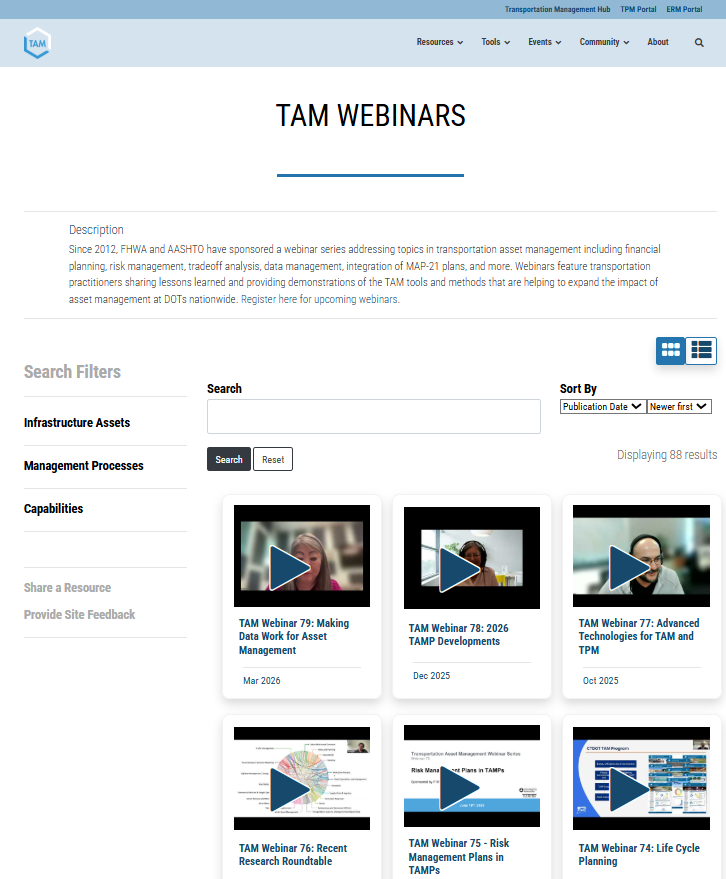 Transportation Management Hub TPM Portal ERM Portal
TAM
Resources Tools Events Community About
TAM WEBINARS
Description
Since 2012, FHWA and AASHTO have sponsored a webinar series addressing topics in transportation asset management including financial
planning, risk management, tradeoff analysis, data management, integration of MAP-21 plans, and more. Webinars feature transportation
practitioners sharing lessons learned and providing demonstrations of the TAM tools and methods that are helping to expand the impact of
asset management at DOTs nationwide. Register here for upcoming webinars.
Search Filters
Infrastructure Assets
Management Processes
Capabilities
Share a Resource
Provide Site Feedback
Search
Sort By
Publication Date Newer first
Search Reset
Displaying 88 results
TAM Webinar 79: Making
Data Work for Asset
Management
Mar 2026
TAM Webinar 78: 2026
TAMP Developments
Dec 2025
TAM Webinar 77: Advanced
Technologies for TAM and
TPM
Oct 2025
TAM Webinar 76: Recent
Research Roundtable
Transportation Asset Management Webinar Series
Risk Management Plans in TAMPs
TAM Webinar 75 - Risk
Management Plans in
TAMPs
CTDOT TAM Program
TAM Webinar 74: Life Cycle
Planning